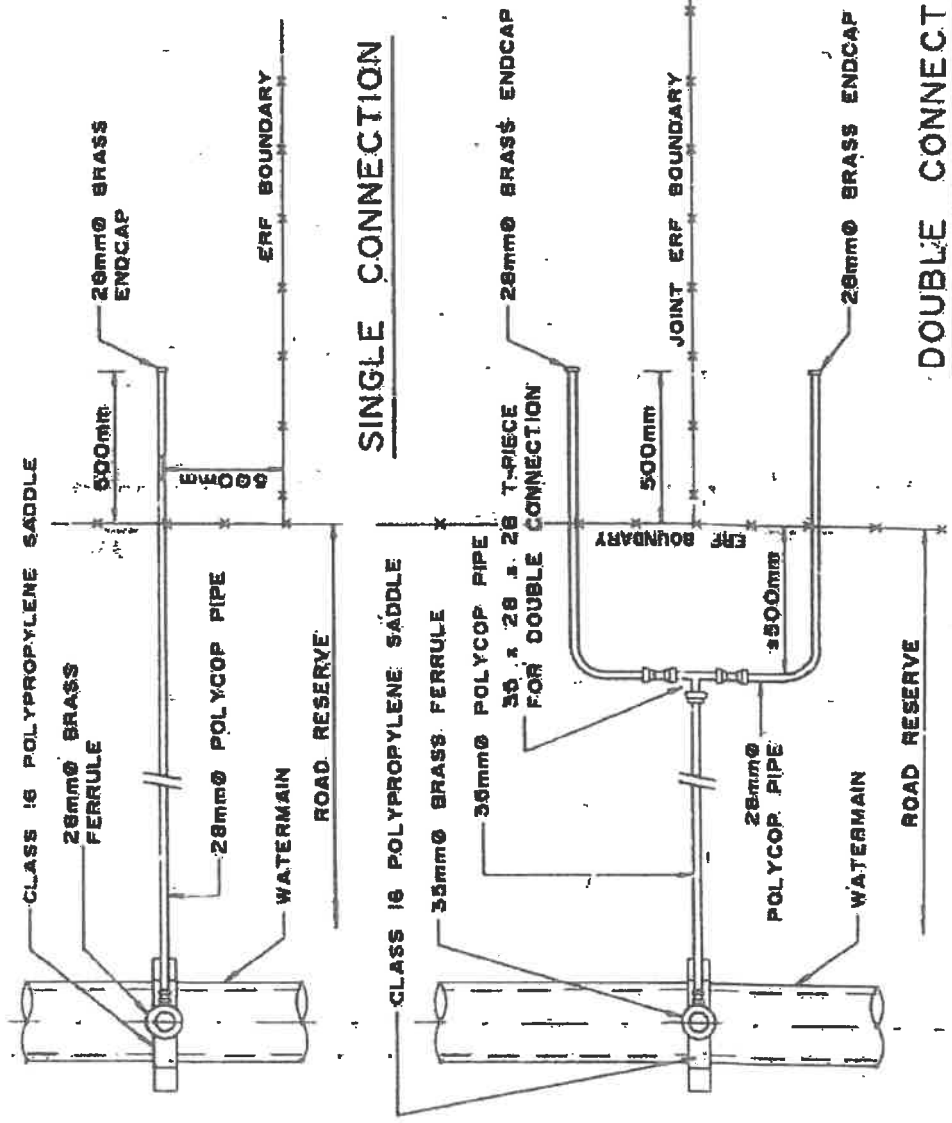 CLASS 16 POLYPROPYLENE SADDLE
28mmØ BRASS
FERRULE
28mmØ POLYCOP PIPE
WATERMAIN
ROAD RESERVE
500mm
500mm
28mmØ BRASS
ENDCAP
ERF BOUNDARY
SINGLE CONNECTION
CLASS 16 POLYPROPYLENE SADDLE
35mmØ BRASS FERRULE
35mmØ POLYCOP PIPE
35 x 28 x 28 T-PIECE
FOR DOUBLE CONNECTION
28mmØ
POLYCOP PIPE
WATERMAIN
ROAD RESERVE
±500mm
ERF
BOUNDARY
500mm
28mmØ BRASS ENDCAP
JOINT ERF BOUNDARY
28mmØ BRASS ENDCAP
DOUBLE CONNECT